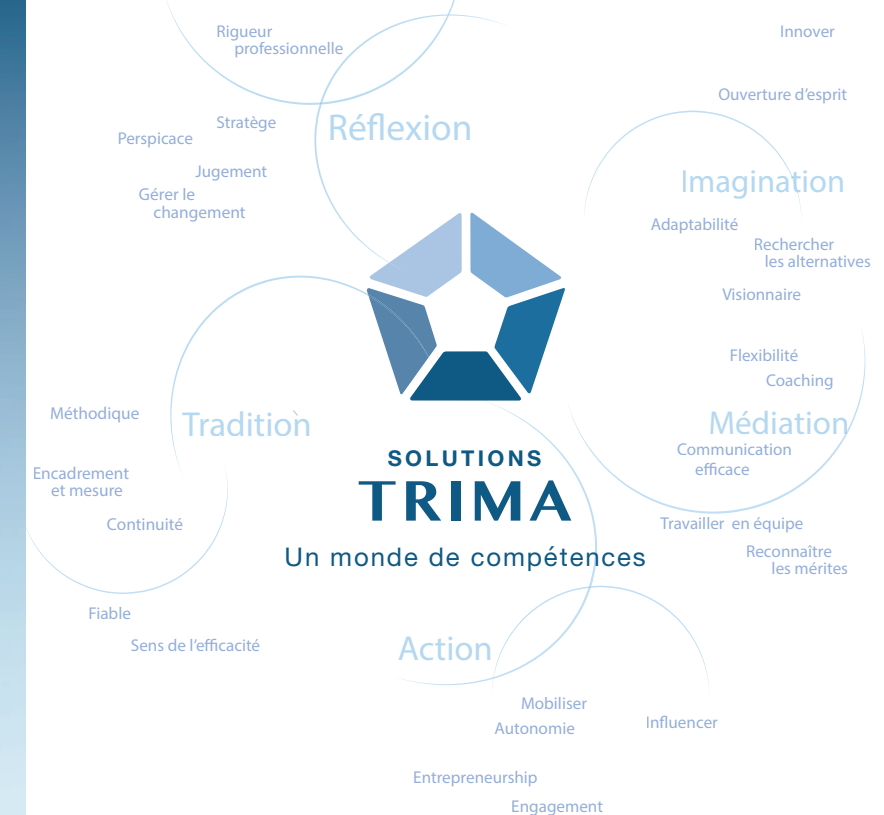 Rigueur
professionnelle
Innover
Ouverture d'esprit
Stratège
Perspicace
Réflexion
Jugement
Gérer le
changement
Imagination
Adaptabilité
Rechercher
les alternatives
Visionnaire
Flexibilité
Coaching
Méthodique
Tradition
Médiation
Communication
efficace
SOLUTIONS
TRIMA
Un monde de compétences
Encadrement
et mesure
Continuité
Travailler en équipe
Reconnaître
les mérites
Fiable
Sens de l'efficacité
Action
Mobiliser
Autonomie
Influencer
Entrepreneurship
Engagement